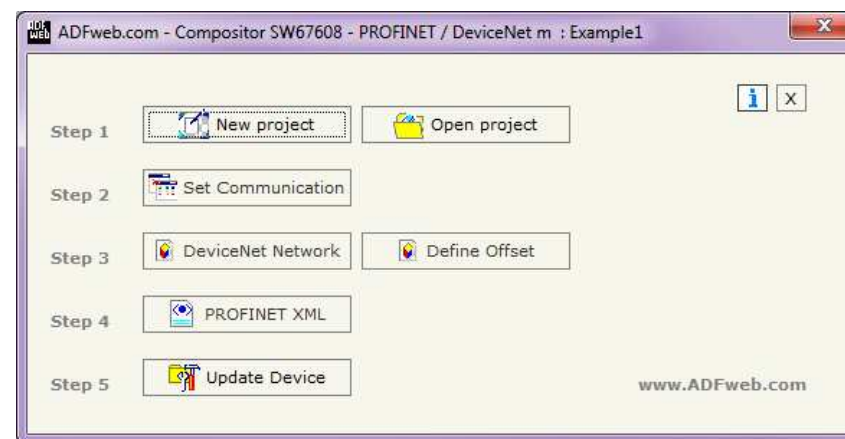 ADFweb.com - Compositor SW67608 - PROFINET / DeviceNet m : Example1
i X
Step 1 New project Open project
Step 2 Set Communication
Step 3 DeviceNet Network Define Offset
Step 4 PROFINET XML
Step 5 Update Device www.ADFweb.com